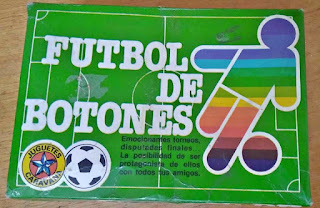 FUTBOL
DE
BOTONES
Emocionantes torneos,
disputadas finales...
La posibilidad de ser
protagonista de ellos
con todos tus amigos.
JUGUETES
CARAVANA